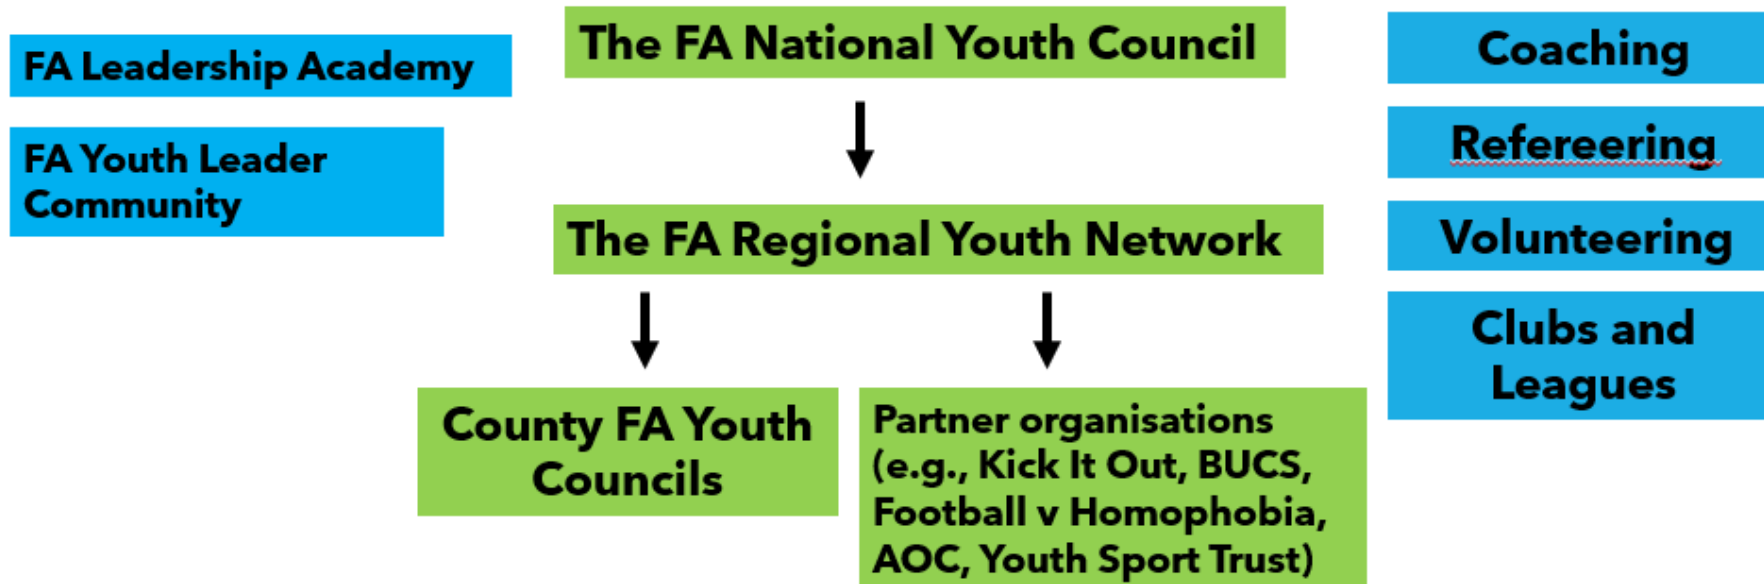 FA Leadership Academy
FA Youth Leader
Community
The FA National Youth Council
The FA Regional Youth Network
County FA Youth
Councils
Partner organisations
(e.g., Kick It Out, BUCS,
Football v Homophobia,
AOC, Youth Sport Trust)
Coaching
Refereering
Volunteering
Clubs and
Leagues